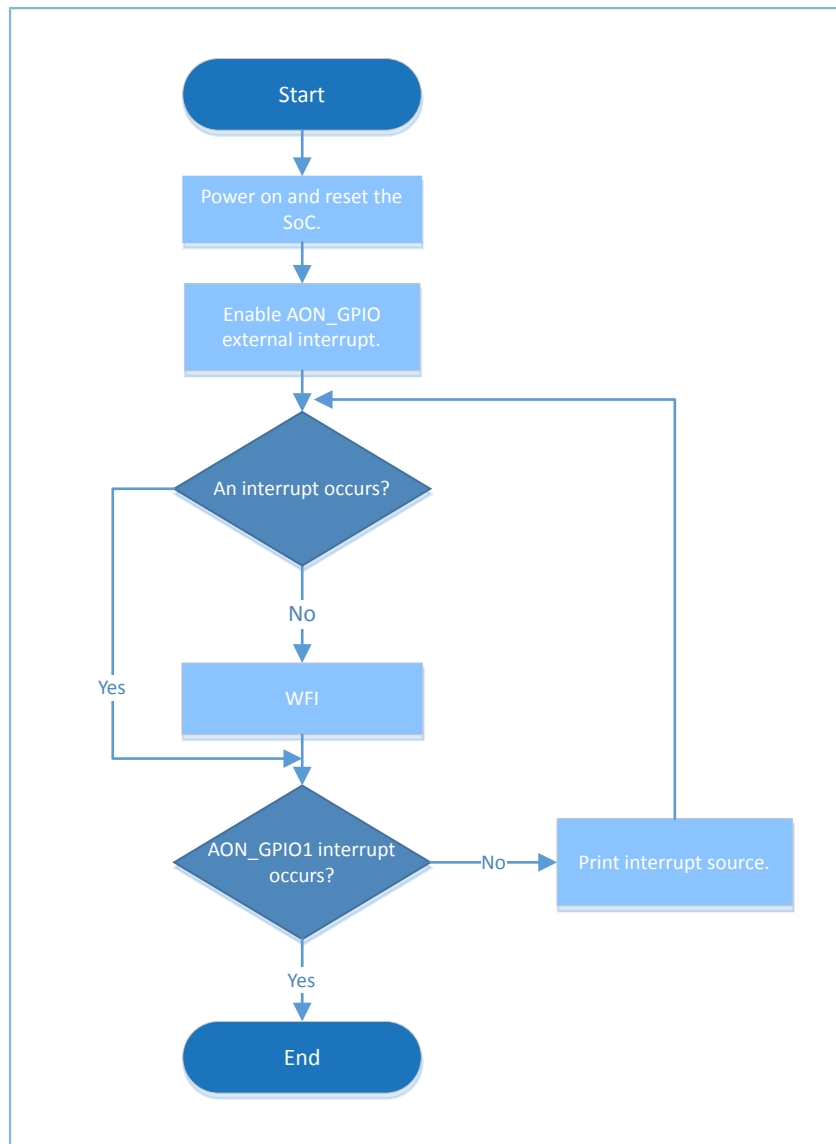 Start
Power on and reset the
SoC.
Enable AON_GPIO
external interrupt.
An interrupt occurs?
No
Yes
WFI
AON_GPIO1 interrupt
occurs?
No
Print interrupt source.
Yes
End